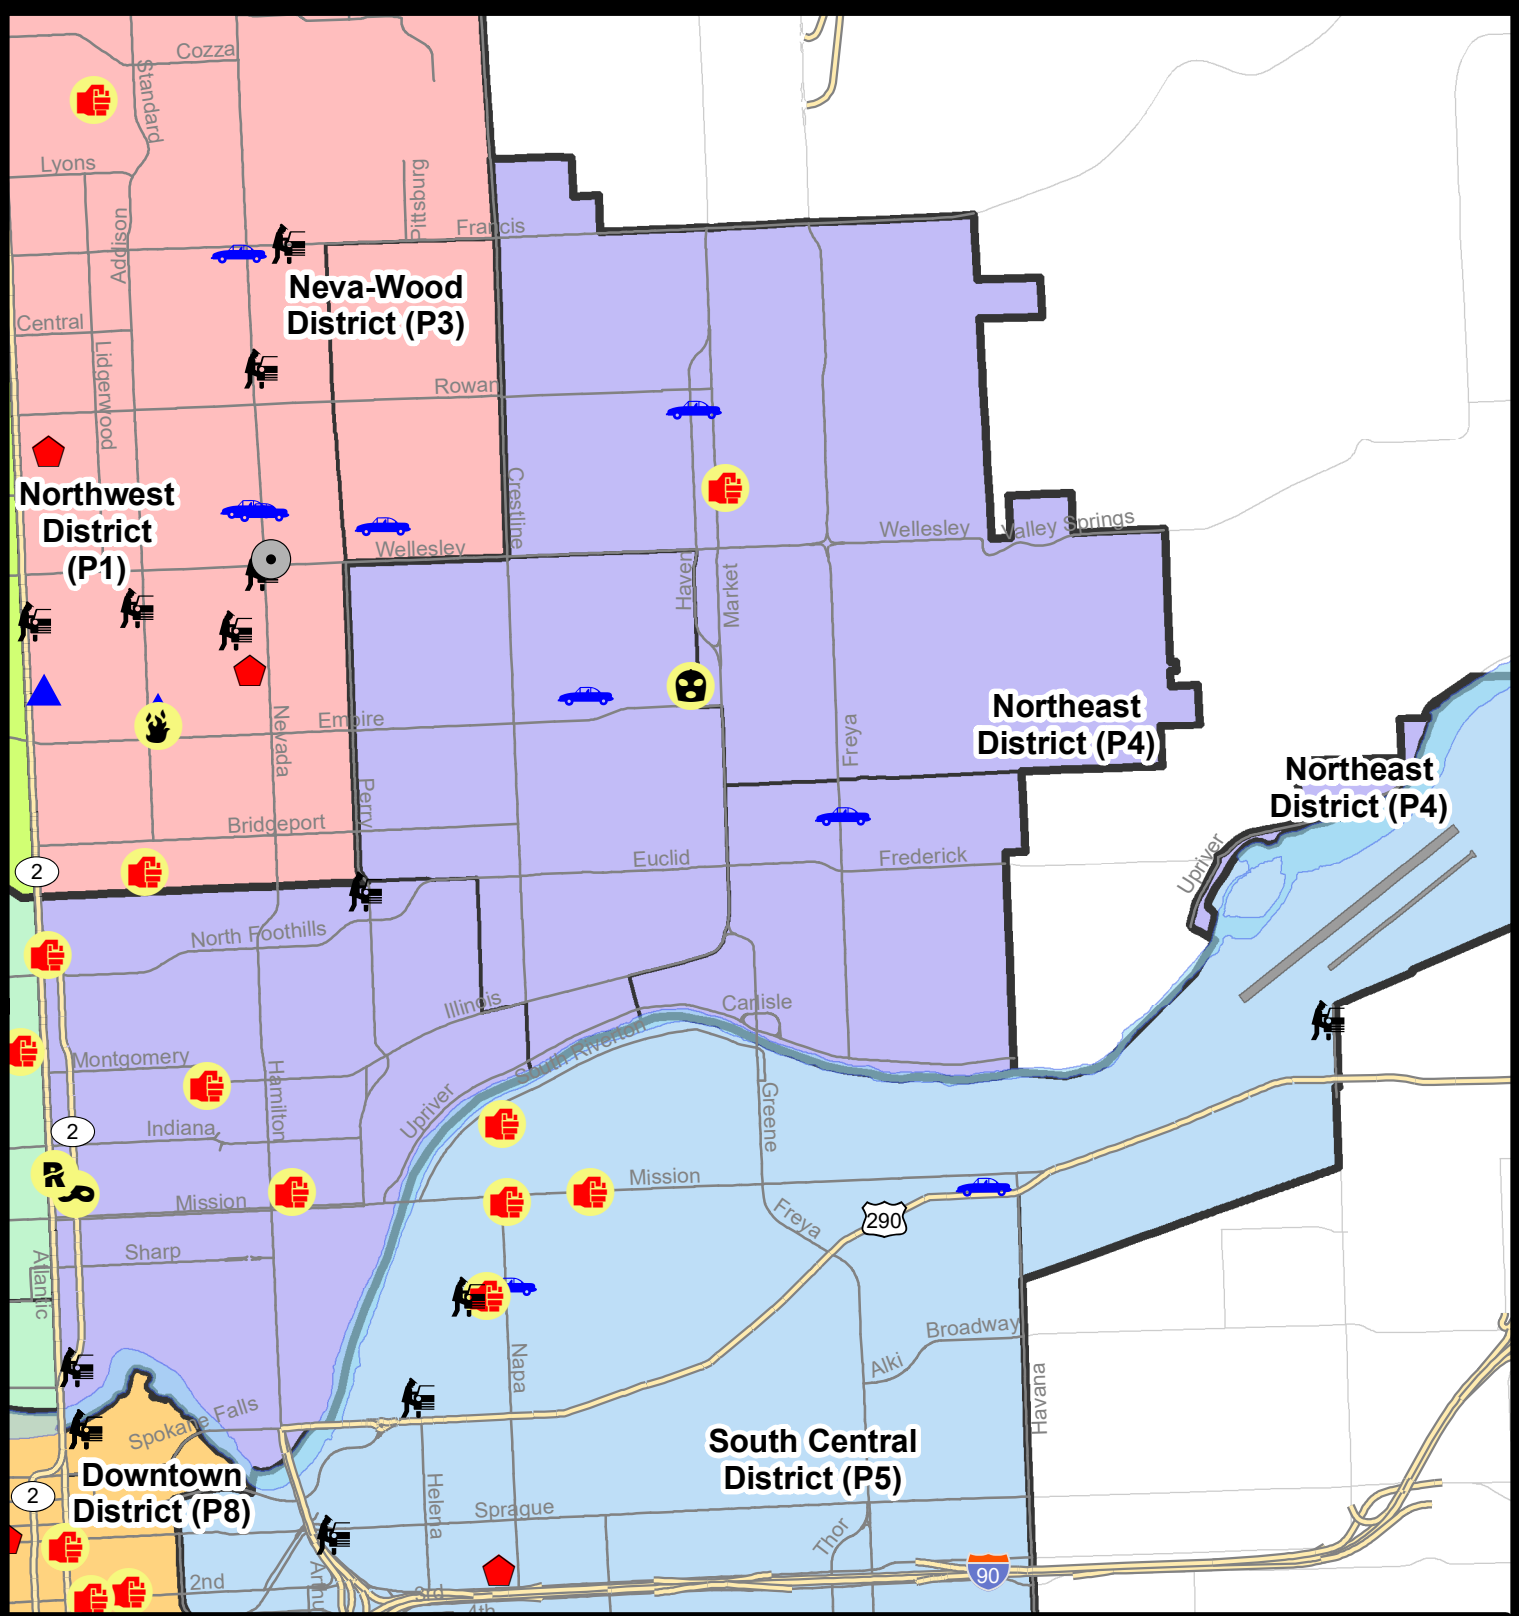 Cozza
Standard
Lyons
Pittsburg
Addison
Francis
Neva-Wood
District (P3)
Central
Lidgerwood
Rowan
Crestline
Northwest
District
(P1)
Wellesley
Wellesley
Valley Springs
Haven
Market
Nevada
Empire
Freya
Northeast
District (P4)
Northeast
District (P4)
Perry
Bridgeport
Euclid
Frederick
Upriver
2
North Foothills
Illinois
Carlisle
South Riverton
Montgomery
Hamilton
Upriver
Greene
2
Indiana
R
Mission
Mission
Freya
290
Sharp
Atlantic
Napa
Broadway
Alki
Havana
Spokane Falls
South Central
District (P5)
Downtown
District (P8)
2
Helena
Sprague
Thor
90
2nd
3rd
4th